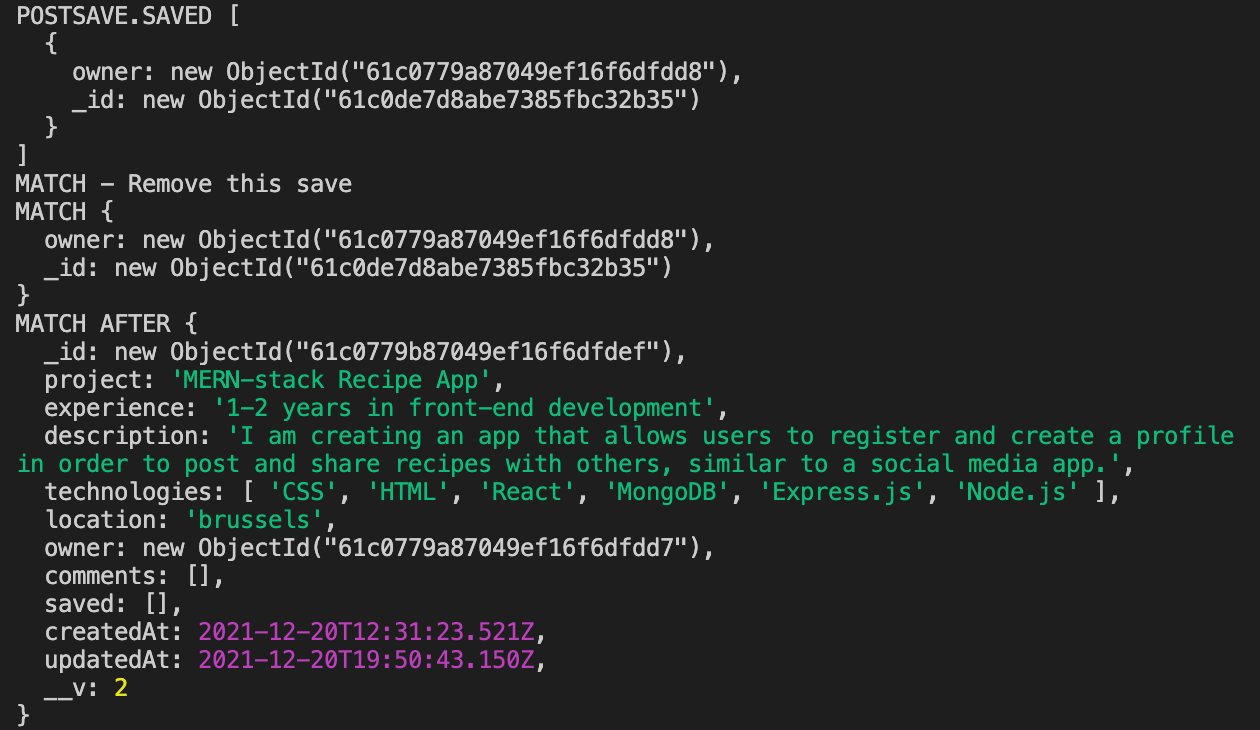 POSTSAVE.SAVED [
  {
    owner: new ObjectId("61c0779a87049ef16f6dfdd8"),
    _id: new ObjectId("61c0de7d8abe7385fbc32b35")
  }
]
MATCH – Remove this save
MATCH {
  owner: new ObjectId("61c0779a87049ef16f6dfdd8"),
  _id: new ObjectId("61c0de7d8abe7385fbc32b35")
}
MATCH AFTER {
  _id: new ObjectId("61c0779b87049ef16f6dfdef"),
  project: 'MERN-stack Recipe App',
  experience: '1-2 years in front-end development',
  description: 'I am creating an app that allows users to register and create a profile
in order to post and share recipes with others, similar to a social media app.',
  technologies: [ 'CSS', 'HTML', 'React', 'MongoDB', 'Express.js', 'Node.js' ],
  location: 'brussels',
  owner: new ObjectId("61c0779a87049ef16f6dfdd7"),
  comments: [],
  saved: [],
  createdAt: 2021-12-20T12:31:23.521Z,
  updatedAt: 2021-12-20T19:50:43.150Z,
  __v: 2
}